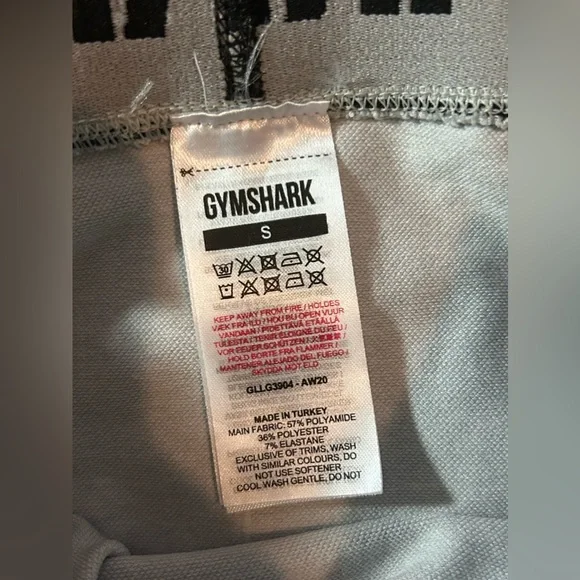 GYMSHARK
S
30
KEEP AWAY FROM FIRE / HOLDES
VÆK FRA ILD / HOU BIJ OPEN VUUR
VANDAAN / PIDETTÄVÄ ETÄÄLLÄ
TULESTA / TENIR ÉLOIGNÉ DU FEU /
VOR FEUER SCHÜTZEN /
HOLD BORTE FRA FLAMMER /
MANTENER ALEJADO DEL FUEGO /
SKYDDA MOT ELD
GLLG3904 - AW20
MADE IN TURKEY
MAIN FABRIC: 57% POLYAMIDE
36% POLYESTER
7% ELASTANE
EXCLUSIVE OF TRIMS, WASH
WITH SIMILAR COLOURS, DO
NOT USE SOFTENER
COOL WASH GENTLE, DO NOT